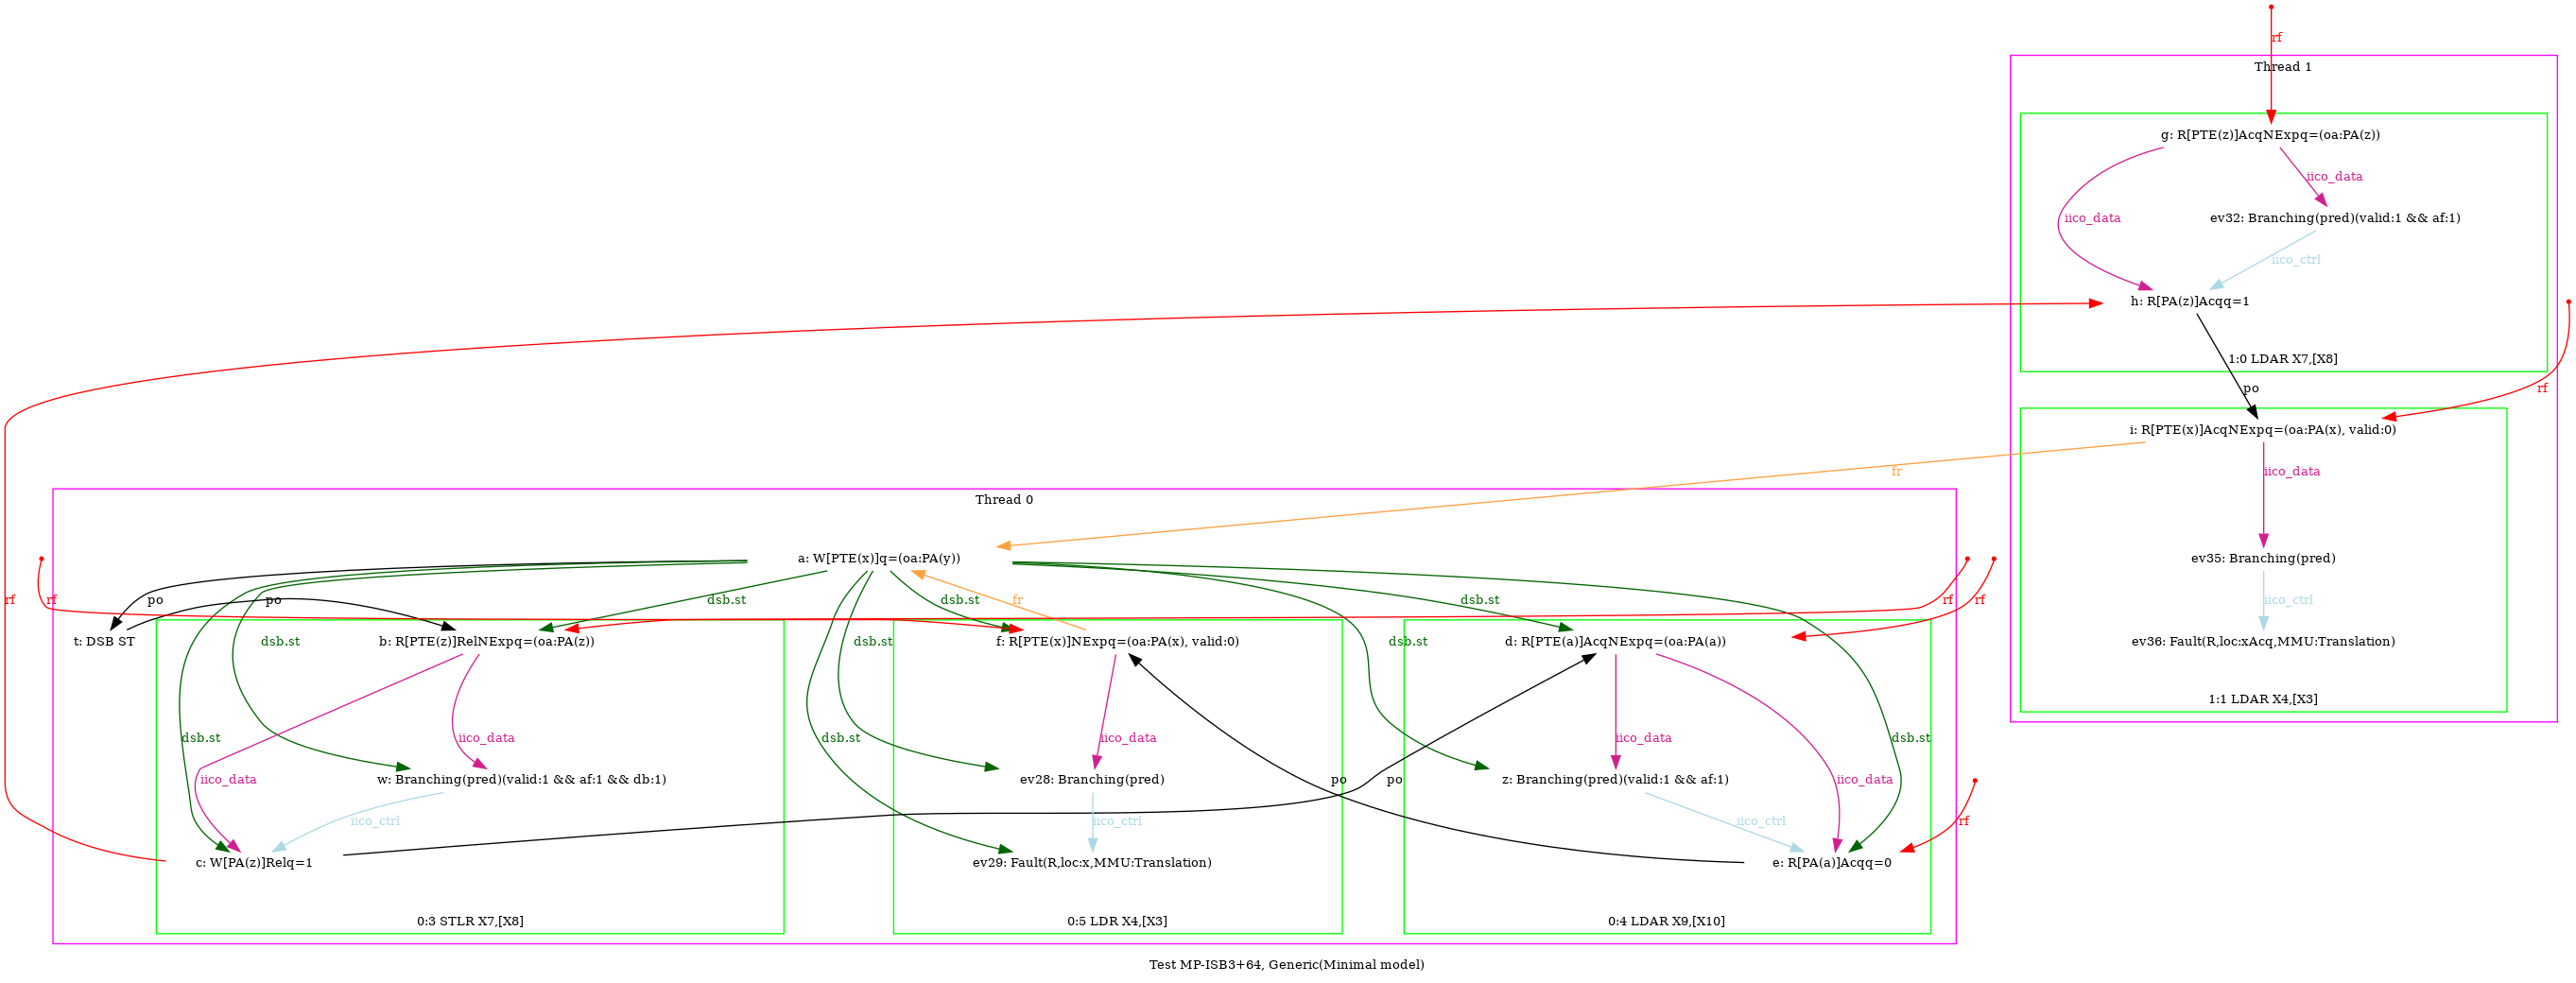 rf
Thread 1
g: R[PTE(z)]AcqNExpq=(oa:PA(z))
iico_data
iico_data
ev32: Branching(pred)(valid:1 && af:1)
iico_ctrl
h: R[PA(z)]Acqq=1
1:0 LDAR X7,[X8]
po
rf
i: R[PTE(x)]AcqNExpq=(oa:PA(x), valid:0)
fr
iico_data
Thread 0
a: W[PTE(x)]q=(oa:PA(y))
ev35: Branching(pred)
rf
rf
po
po
dsb.st
dsb.st
fr
dsb.st
rf
rf
iico_ctrl
t: DSB ST
dsb.st
b: R[PTE(z)]RelNExpq=(oa:PA(z))
dsb.st
f: R[PTE(x)]NExpq=(oa:PA(x), valid:0)
dsb.st
d: R[PTE(a)]AcqNExpq=(oa:PA(a))
ev36: Fault(R,loc:xAcq,MMU:Translation)
1:1 LDAR X4,[X3]
dsb.st
iico_data
dsb.st
iico_data
iico_data
dsb.st
iico_data
w: Branching(pred)(valid:1 && af:1 && db:1)
ev28: Branching(pred)
po
po
z: Branching(pred)(valid:1 && af:1)
iico_data
iico_ctrl
iico_ctrl
iico_ctrl
rf
c: W[PA(z)]Relq=1
ev29: Fault(R,loc:x,MMU:Translation)
e: R[PA(a)]Acqq=0
0:3 STLR X7,[X8]
0:5 LDR X4,[X3]
0:4 LDAR X9,[X10]
Test MP-ISB3+64, Generic(Minimal model)